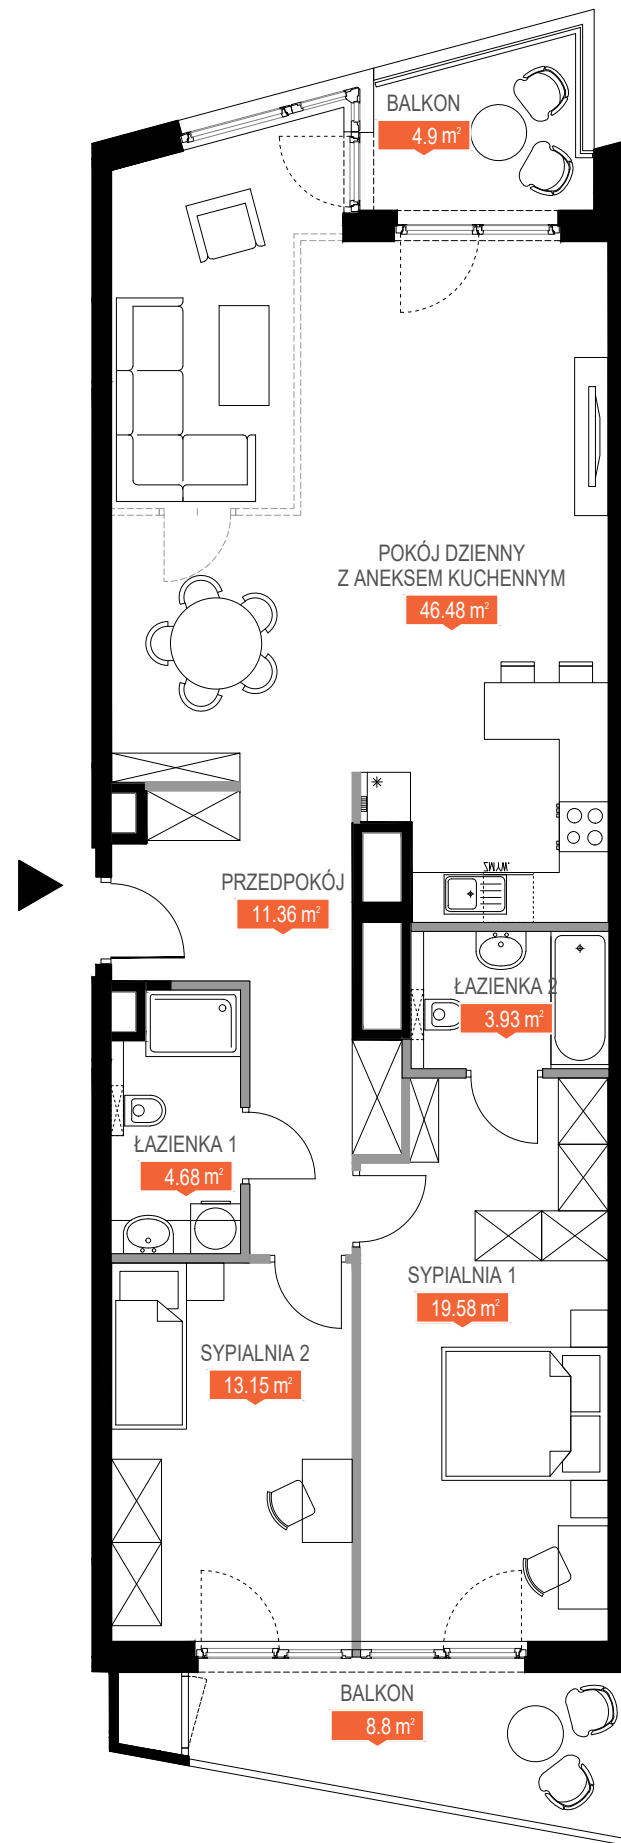 BALKON
4.9 m²
POKÓJ DZIENNY
Z ANEKSEM KUCHENNYM
46.48 m²
WYMZ.
PRZEDPOKÓJ
11.36 m²
ŁAZIENKA 2
3.93 m²
ŁAZIENKA 1
4.68 m²
SYPIALNIA 1
19.58 m²
SYPIALNIA 2
13.15 m²
BALKON
8.8 m²